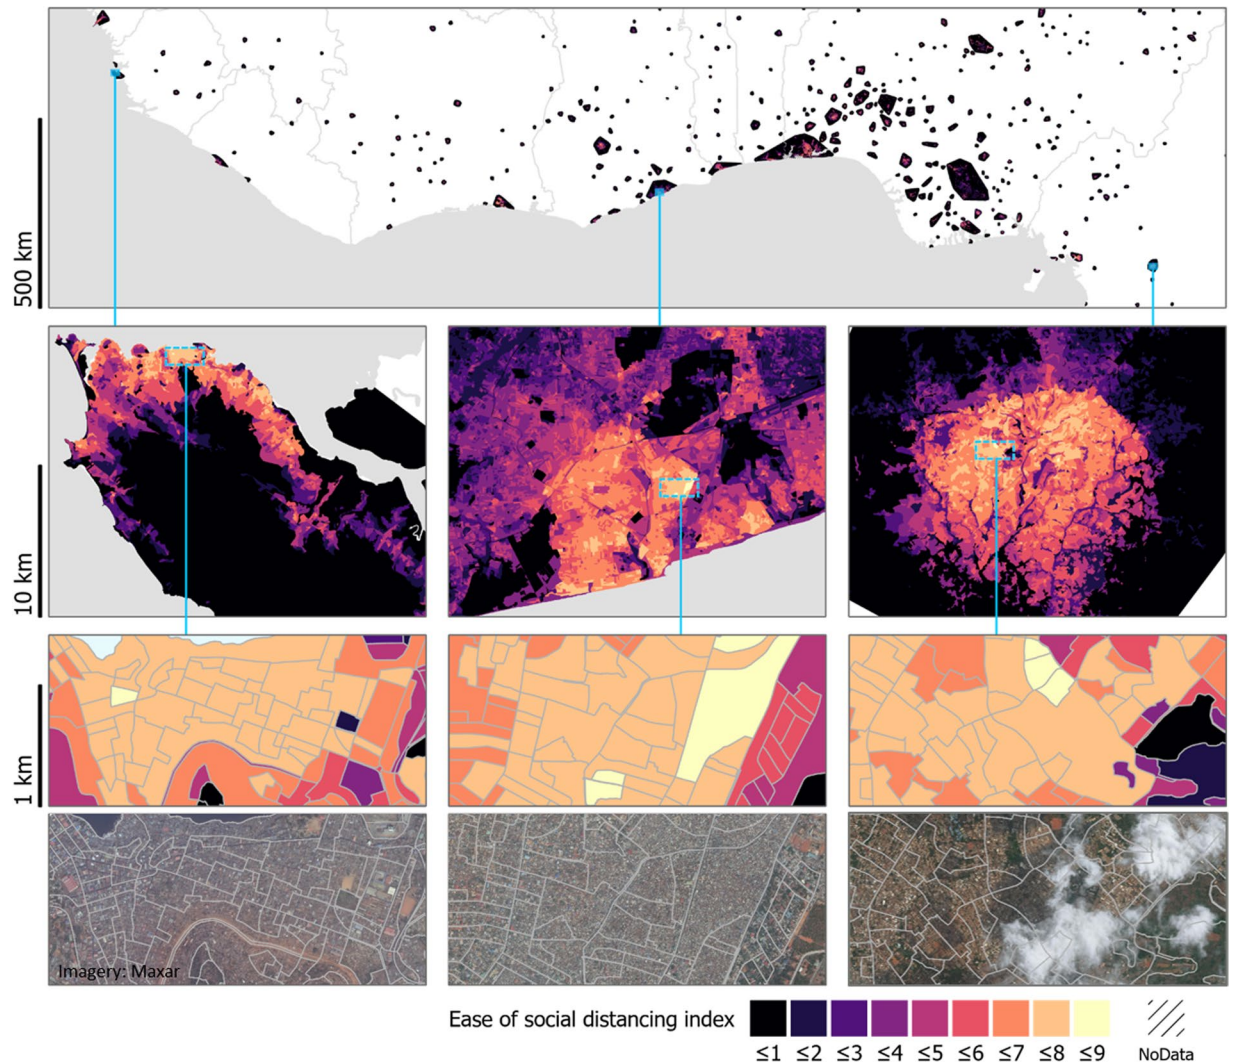 500 km
10 km
1 km
Imagery: Maxar
Ease of social distancing index
≤1 ≤2 ≤3 ≤4 ≤5 ≤6 ≤7 ≤8 ≤9 NoData